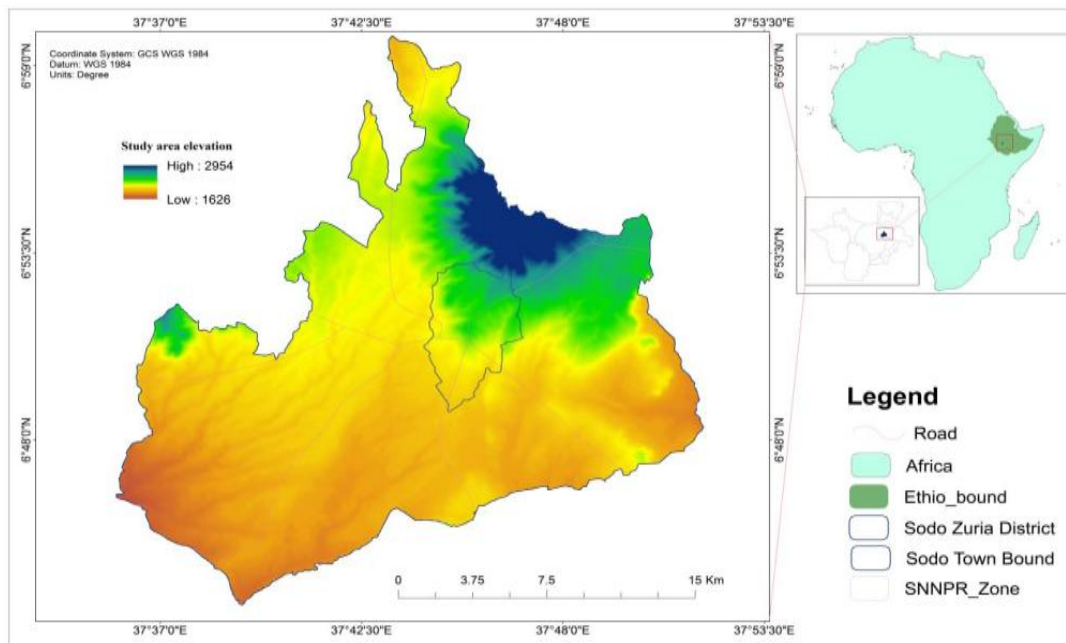 37°37'0"E
37°42'30"E
37°48'0"E
37°53'30"E
Coordinate System: GCS WGS 1984
Datum: WGS 1984
Units: Degree
6°59'0"N
6°59'0"N
Study area elevation
High : 2954
Low : 1626
6°53'30"N
6°53'30"N
6°48'0"N
6°48'0"N
Legend
Road
Africa
Ethio_bound
Sodo Zuria District
Sodo Town Bound
SNNPR_Zone
0
3.75
7.5
15 Km
37°37'0"E
37°42'30"E
37°48'0"E
37°53'30"E